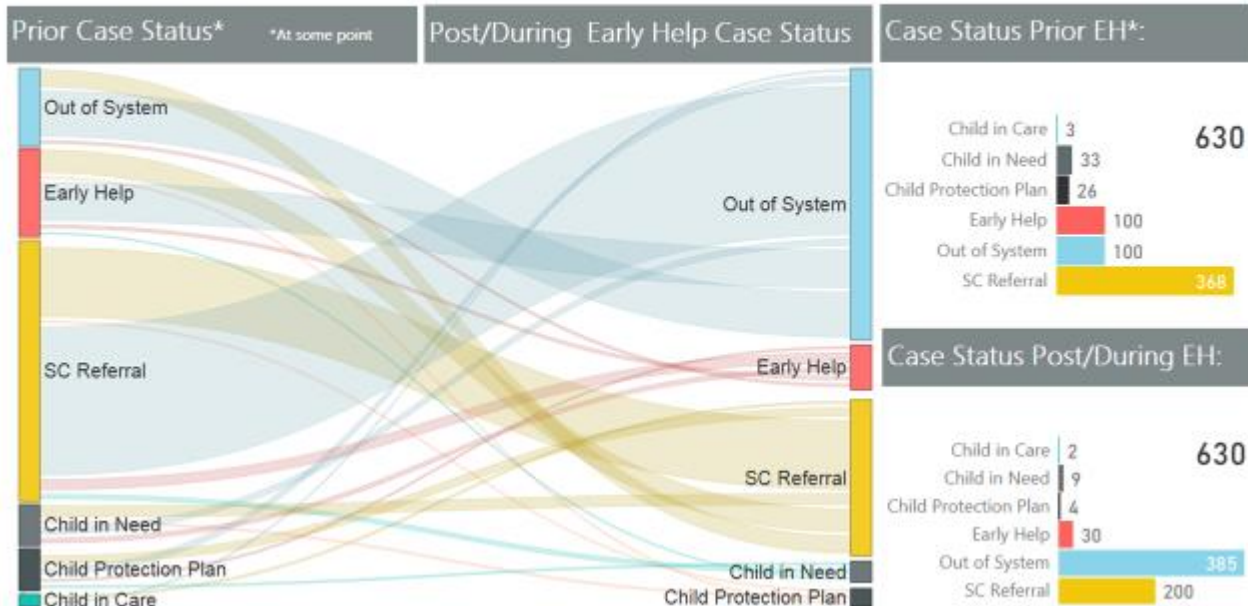 Prior Case Status* *At some point
Post/During Early Help Case Status
Out of System
Early Help
SC Referral
Child in Need
Child Protection Plan
Child in Care
Out of System
Early Help
SC Referral
Child in Need
Child Protection Plan
Case Status Prior EH*:
630
Child in Care 3
Child in Need 33
Child Protection Plan 26
Early Help 100
Out of System 100
SC Referral 368
Case Status Post/During EH:
630
Child in Care 2
Child in Need 9
Child Protection Plan 4
Early Help 30
Out of System 385
SC Referral 200